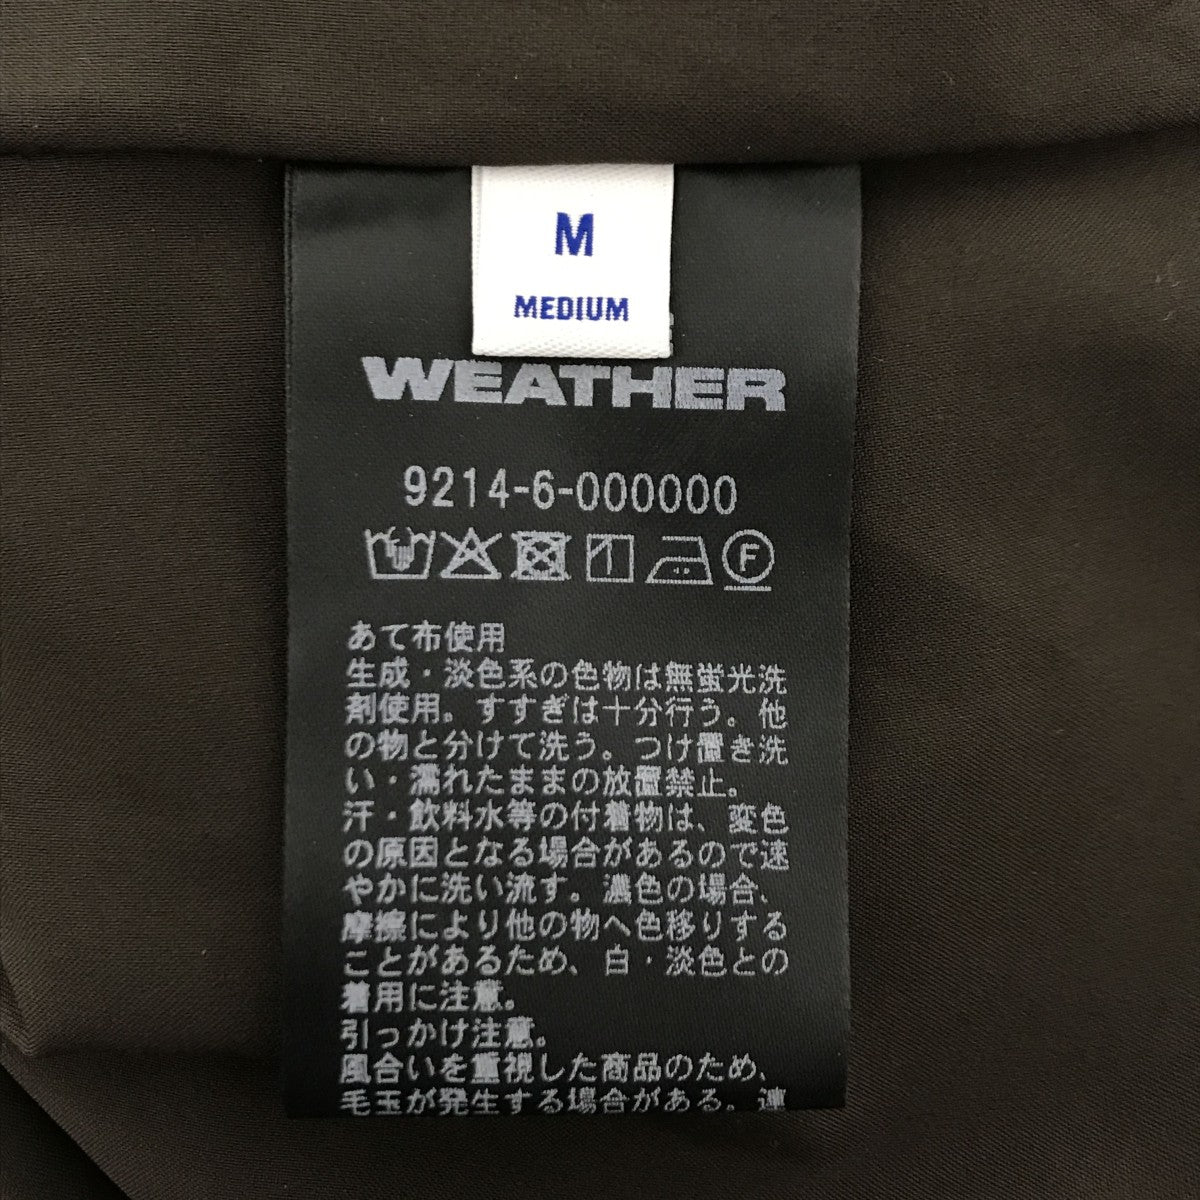 M
MEDIUM
WEATHER
9214-6-000000
F
あて布使用
生成・淡色系の色物は無蛍光洗
剤使用。すすぎは十分行う。他
の物と分けて洗う。つけ置き洗
い・濡れたままの放置禁止。
汗・飲料水等の付着物は、変色
の原因となる場合があるので速
やかに洗い流す。濃色の場合、
摩擦により他の物へ色移りする
ことがあるため、白・淡色との
着用に注意。
引っかけ注意。
風合いを重視した商品のため、
毛玉が発生する場合がある。連